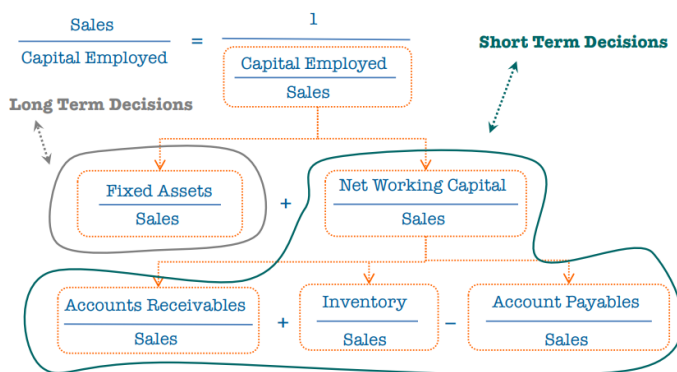 Sales
Capital Employed
=
1
Capital Employed
Sales
Short Term Decisions
Long Term Decisions
Fixed Assets
Sales
+
Net Working Capital
Sales
Accounts Receivables
Sales
+
Inventory
Sales
–
Account Payables
Sales